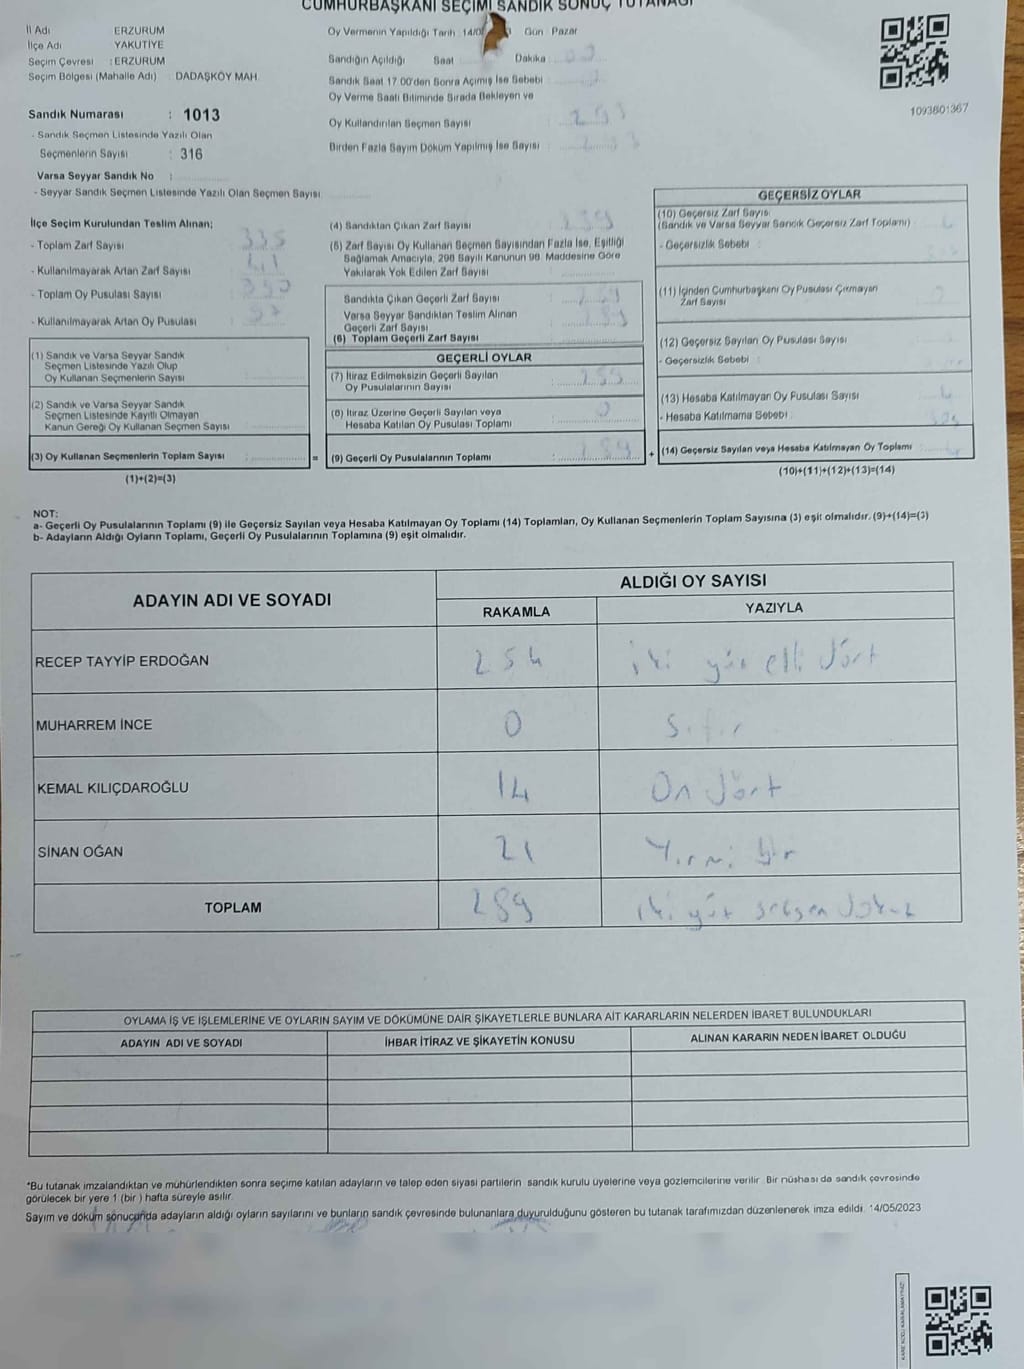 CUMHURBAŞKANI SEÇİMİ SANDIK SONUÇ TUTANAĞI
İl Adı ERZURUM
İlçe Adı YAKUTİYE
Seçim Çevresi : ERZURUM
Seçim Bölgesi (Mahalle Adı) : DADAŞKÖY MAH.
Sandık Numarası : 1013
- Sandık Seçmen Listesinde Yazılı Olan
Seçmenlerin Sayısı : 316
Varsa Seyyar Sandık No :
- Seyyar Sandık Seçmen Listesinde Yazılı Olan Seçmen Sayısı:
Oy Vermenin Yapıldığı Tarih : 14/0 Gün : Pazar
Sandığın Açıldığı Saat Dakika
Sandık Saat 17.00'den Sonra Açımış İse Sebebi :
Oy Verme Saati Bitiminde Sırada Bekleyen ve
Oy Kullandırılan Seçmen Sayısı 293
Birden Fazla Sayım Döküm Yapılmış İse Sayısı :
1093601367
İlçe Seçim Kurulundan Teslim Alınan;
- Toplam Zarf Sayısı : 335
- Kullanılmayarak Artan Zarf Sayısı :
- Toplam Oy Pusulası Sayısı :
- Kullanılmayarak Artan Oy Pusulası :
(1) Sandık ve Varsa Seyyar Sandık
Seçmen Listesinde Yazılı Olup
Oy Kullanan Seçmenlerin Sayısı :
(2) Sandık ve Varsa Seyyar Sandık
Seçmen Listesinde Kayıtlı Olmayan
Kanun Gereği Oy Kullanan Seçmen Sayısı :
(3) Oy Kullanan Seçmenlerin Toplam Sayısı : =
(1)+(2)=(3)
(4) Sandıktan Çıkan Zarf Sayısı
(5) Zarf Sayısı Oy Kullanan Seçmen Sayısından Fazla İse, Eşitliği
Sağlamak Amacıyla, 298 Sayılı Kanunun 98. Maddesine Göre
Yakılarak Yok Edilen Zarf Sayısı
Sandıkta Çıkan Geçerli Zarf Sayısı :
Varsa Seyyar Sandıktan Teslim Alınan
Geçerli Zarf Sayısı
(6) Toplam Geçerli Zarf Sayısı :
GEÇERLİ OYLAR
(7) İtiraz Edilmeksizin Geçerli Sayılan
Oy Pusulalarının Sayısı :
(8) İtiraz Üzerine Geçerli Sayılan veya
Hesaba Katılan Oy Pusulası Toplamı : 0
(9) Geçerli Oy Pusulalarının Toplamı : 289 +
GEÇERSİZ OYLAR
(10) Geçersiz Zarf Sayısı
(Sandık ve Varsa Seyyar Sandık Geçersiz Zarf Toplamı)
- Geçersizlik Sebebi :
(11) İçinden Cumhurbaşkanı Oy Pusulası Çıkmayan
Zarf Sayısı
(12) Geçersiz Sayılan Oy Pusulası Sayısı
- Geçersizlik Sebebi :
(13) Hesaba Katılmayan Oy Pusulası Sayısı
- Hesaba Katılmama Sebebi :
(14) Geçersiz Sayılan veya Hesaba Katılmayan Oy Toplamı
(10)+(11)+(12)+(13)=(14)
NOT:
a- Geçerli Oy Pusulalarının Toplamı (9) ile Geçersiz Sayılan veya Hesaba Katılmayan Oy Toplamı (14) Toplamları, Oy Kullanan Seçmenlerin Toplam Sayısına (3) eşit olmalıdır. (9)+(14)=(3)
b- Adayların Aldığı Oyların Toplamı, Geçerli Oy Pusulalarının Toplamına (9) eşit olmalıdır.
ADAYIN ADI VE SOYADI ALDIĞI OY SAYISI
RAKAMLA YAZIYLA
RECEP TAYYİP ERDOĞAN 254 iki yüz elli dört
MUHARREM İNCE 0 Sıfır
KEMAL KILIÇDAROĞLU 14 On dört
SİNAN OĞAN 21 Yirmi bir
TOPLAM 289 iki yüz seksen dokuz
OYLAMA İŞ VE İŞLEMLERİNE VE OYLARIN SAYIM VE DÖKÜMÜNE DAİR ŞİKAYETLERLE BUNLARA AİT KARARLARIN NELERDEN İBARET BULUNDUKLARI
ADAYIN ADI VE SOYADI İHBAR İTİRAZ VE ŞİKAYETİN KONUSU ALINAN KARARIN NEDEN İBARET OLDUĞU
*Bu tutanak imzalandıktan ve mühürlendikten sonra seçime katılan adayların ve talep eden siyasi partilerin sandık kurulu üyelerine veya gözlemcilerine verilir. Bir nüshası da sandık çevresinde
görülecek bir yere 1 (bir ) hafta süreyle asılır.
Sayım ve döküm sonucunda adayların aldığı oyların sayılarını ve bunların sandık çevresinde bulunanlara duyurulduğunu gösteren bu tutanak tarafımızdan düzenlenerek imza edildi. 14/05/2023